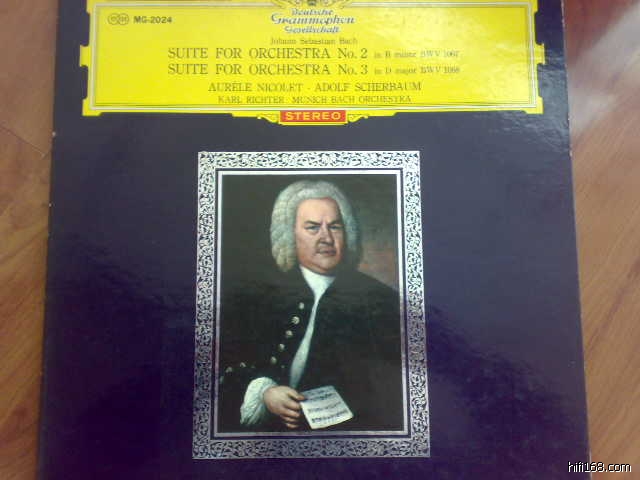 MG-2024
Deutsche
Grammophon
Gesellschaft
Johann Sebastian Bach
SUITE FOR ORCHESTRA No. 2 in B minor BWV 1067
SUITE FOR ORCHESTRA No. 3 in D major BWV 1068
AURÈLE NICOLET · ADOLF SCHERBAUM
KARL RICHTER · MUNICH BACH ORCHESTRA
STEREO
hifi168.com